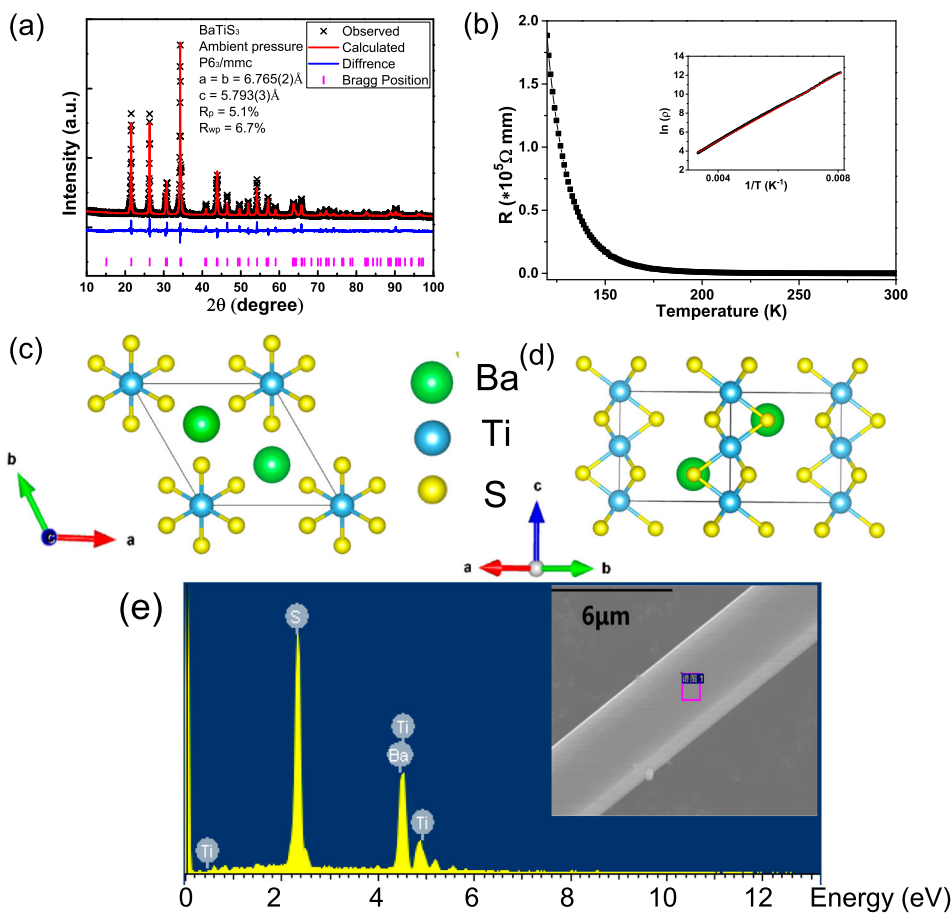 (a)
BaTiS₃
Ambient pressure
P6₃/mmc
a = b = 6.765(2)Å
c = 5.793(3)Å
Rp = 5.1%
Rwp = 6.7%
Observed
Calculated
Diffrence
Bragg Position
Intensity (a.u.)
10 20 30 40 50 60 70 80 90 100
2θ (degree)
(b)
R (*10⁵Ω mm)
2.0
1.5
1.0
0.5
0.0
150 200 250 300
Temperature (K)
ln (ρ)
14
12
10
8
6
4
2
0.004 0.008
1/T (K⁻¹)
(c)
b
c
a
Ba
Ti
S
(d)
c
a b
(e)
S
Ti
Ba
Ti
Ti
6μm
谱图 1
0 2 4 6 8 10 12 Energy (eV)